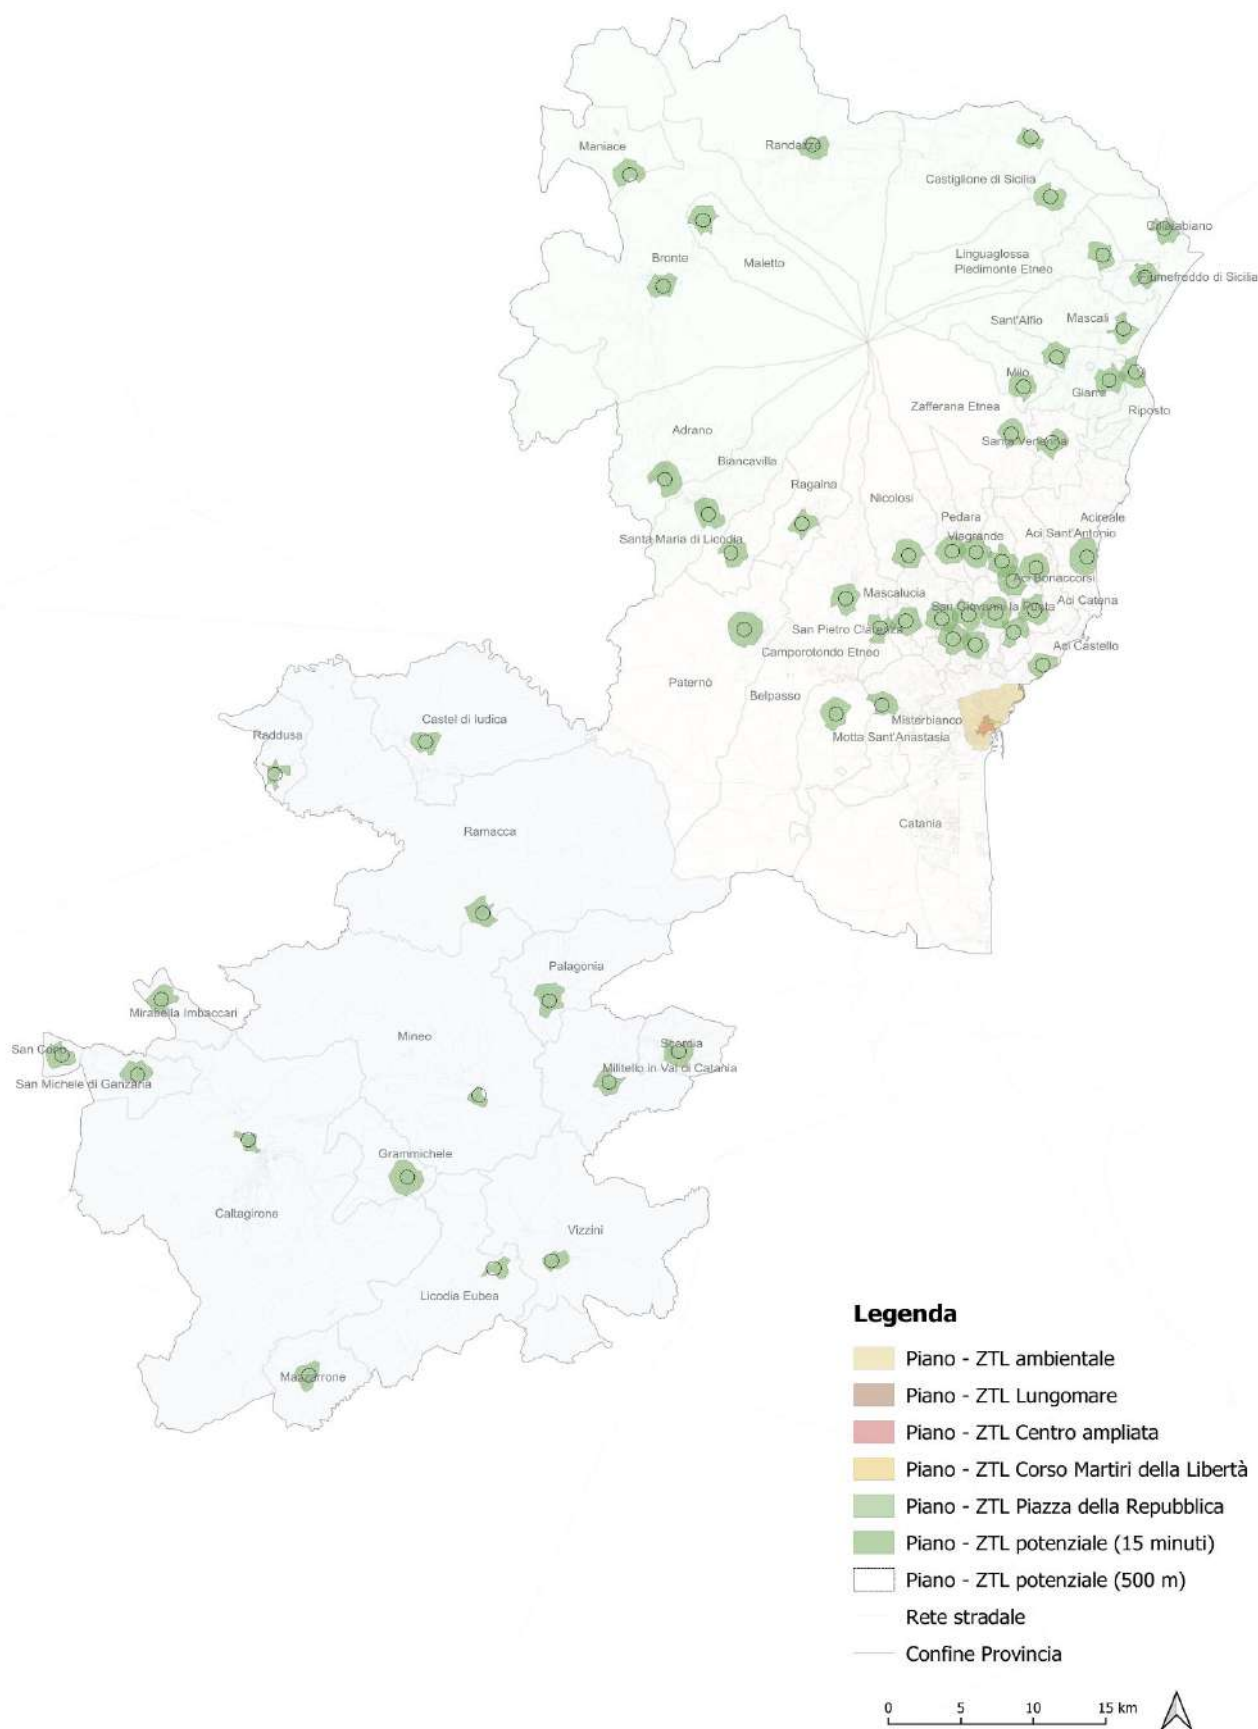 Maniace
Randazzo
Castiglione di Sicilia
Calatabiano
Bronte
Maletto
Linguaglossa
Piedimonte Etneo
Fiumefreddo di Sicilia
Sant'Alfio
Mascali
Milo
Giarre
Riposto
Zafferana Etnea
Santa Venerina
Adrano
Biancavilla
Ragalna
Nicolosi
Pedara
Acireale
Viagrande
Aci Sant'Antonio
Santa Maria di Licodia
Aci Bonaccorsi
Mascalucia
San Giovanni la Punta
Aci Catena
San Pietro Clarenza
Camporotondo Etneo
Aci Castello
Paternò
Belpasso
Misterbianco
Motta Sant'Anastasia
Castel di Iudica
Raddusa
Catania
Ramacca
Palagonia
Mirabella Imbaccari
Mineo
San Cono
Scordia
San Michele di Ganzaria
Militello in Val di Catania
Grammichele
Caltagirone
Vizzini
Licodia Eubea
Mazzarrone
Legenda
Piano - ZTL ambientale
Piano - ZTL Lungomare
Piano - ZTL Centro ampliata
Piano - ZTL Corso Martiri della Libertà
Piano - ZTL Piazza della Repubblica
Piano - ZTL potenziale (15 minuti)
Piano - ZTL potenziale (500 m)
Rete stradale
Confine Provincia
0 5 10 15 km